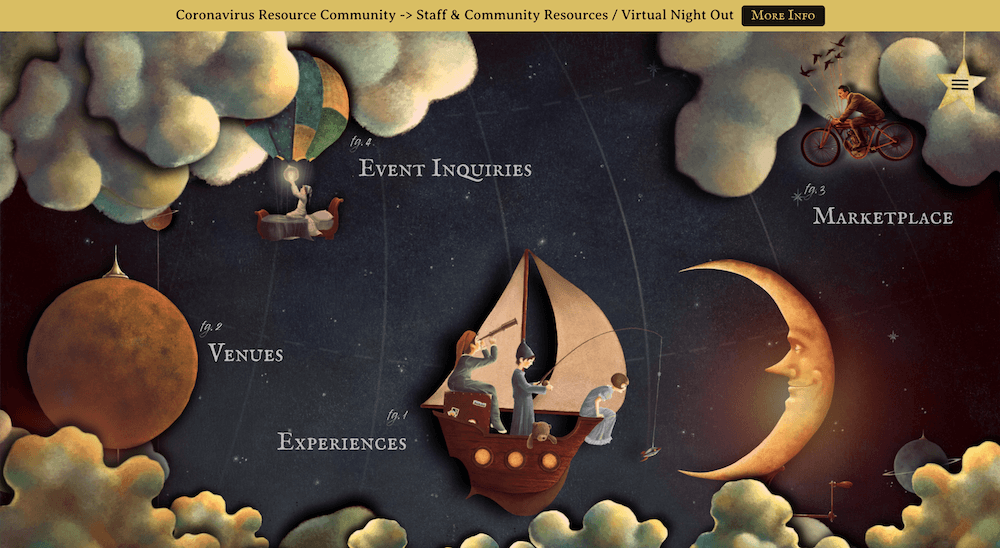 Coronavirus Resource Community -> Staff & Community Resources / Virtual Night Out More Info
fg. 4
Event Inquiries
fg. 3
Marketplace
fg. 2
Venues
fg. 1
Experiences